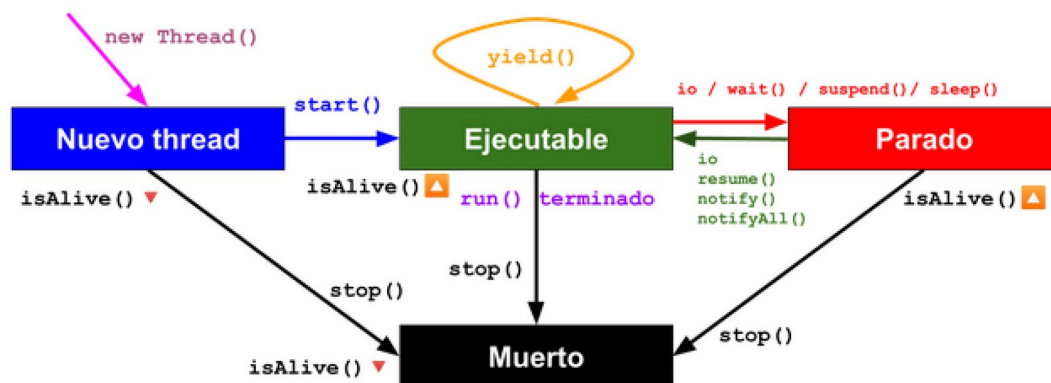 new Thread()
yield()
start()
io / wait() / suspend()/ sleep()
Nuevo thread
Ejecutable
Parado
isAlive()
isAlive()
run() terminado
io
resume()
notify()
notifyAll()
isAlive()
stop()
stop()
stop()
isAlive()
Muerto